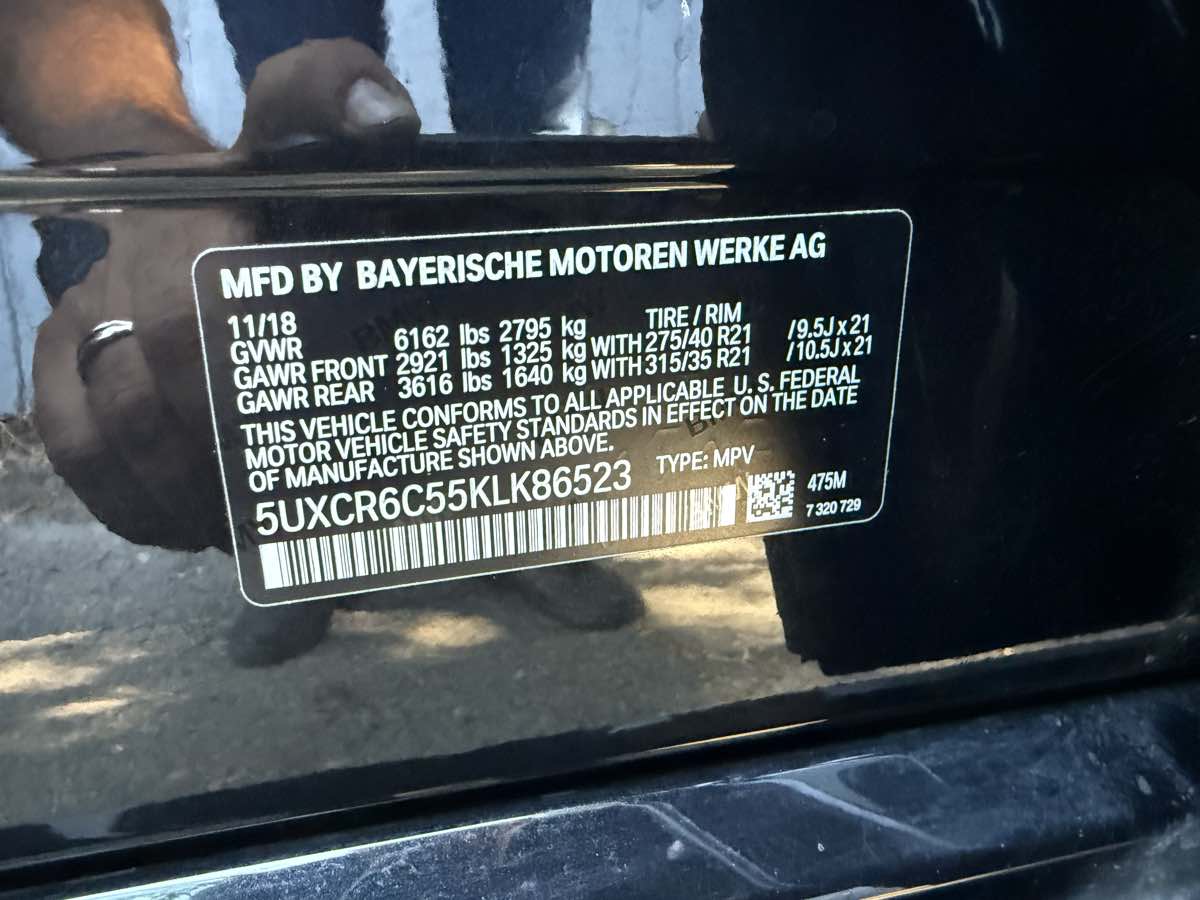 MFD BY BAYERISCHE MOTOREN WERKE AG
11/18 TIRE / RIM
GVWR 6162 lbs 2795 kg
GAWR FRONT 2921 lbs 1325 kg WITH 275/40 R21 /9.5J x 21
GAWR REAR 3616 lbs 1640 kg WITH 315/35 R21 /10.5J x 21
THIS VEHICLE CONFORMS TO ALL APPLICABLE U. S. FEDERAL
MOTOR VEHICLE SAFETY STANDARDS IN EFFECT ON THE DATE
OF MANUFACTURE SHOWN ABOVE.
5UXCR6C55KLK86523 TYPE: MPV
475M
7 320 729